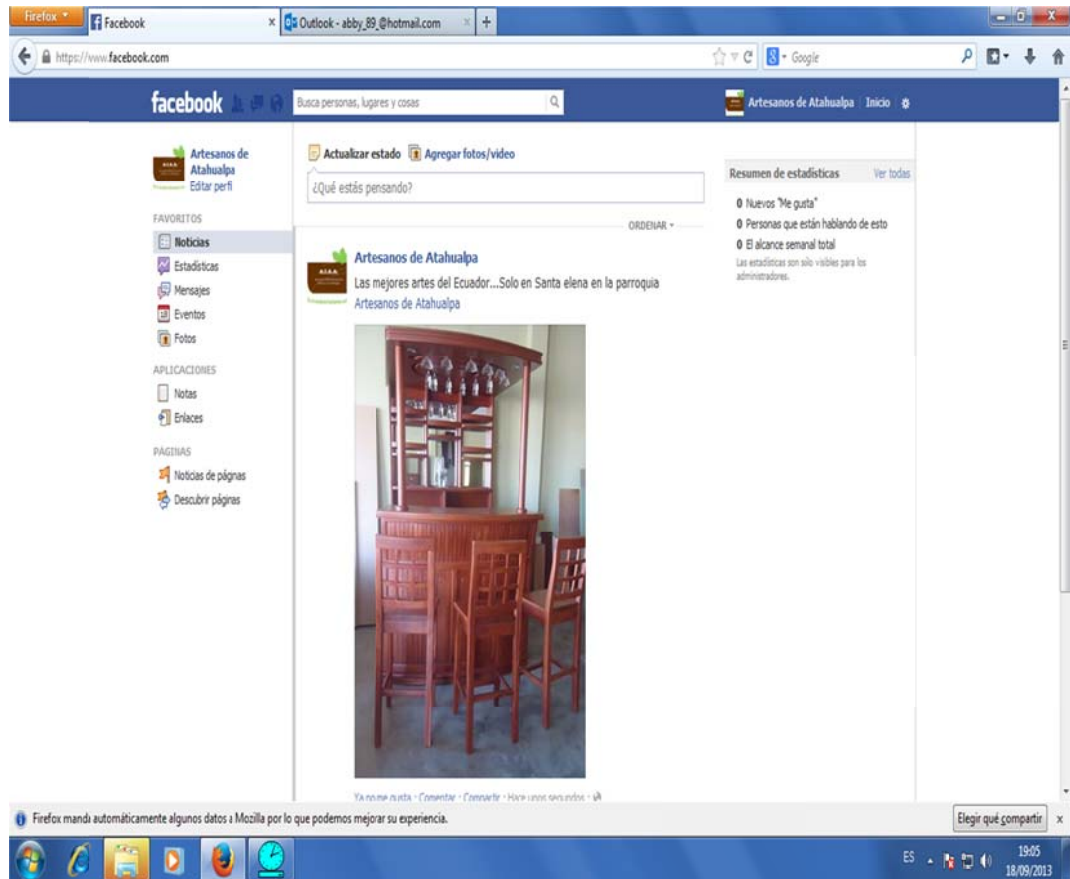 Firefox
Facebook
Outlook - abby_89_@hotmail.com
https://www.facebook.com
Google
facebook
Busca personas, lugares y cosas
Artesanos de Atahualpa Inicio
Artesanos de
Atahualpa
Editar perfil
FAVORITOS
Noticias
Estadísticas
Mensajes
Eventos
Fotos
APLICACIONES
Notas
Enlaces
PÁGINAS
Noticias de páginas
Descubrir páginas
Actualizar estado Agregar fotos/video
¿Qué estás pensando?
ORDENAR
AIAA
Artesanos de Atahualpa
Las mejores artes del Ecuador...Solo en Santa elena en la parroquia
Artesanos de Atahualpa
Ya no me gusta · Comentar · Compartir · Hace unos segundos ·
Resumen de estadísticas Ver todas
0 Nuevos "Me gusta"
0 Personas que están hablando de esto
0 El alcance semanal total
Las estadísticas son sólo visibles para los
administradores.
Firefox manda automáticamente algunos datos a Mozilla por lo que podemos mejorar su experiencia.
Elegir qué compartir
ES
19:05
18/09/2013